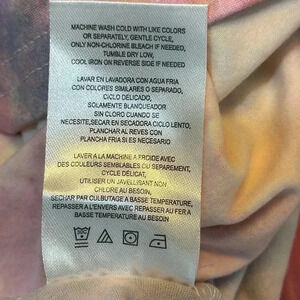 MACHINE WASH COLD WITH LIKE COLORS
OR SEPARATELY, GENTLE CYCLE,
ONLY NON-CHLORINE BLEACH IF NEEDED,
TUMBLE DRY LOW,
COOL IRON ON REVERSE SIDE IF NEEDED
LAVAR EN LAVADORA CON AGUA FRIA
CON COLORES SIMILARES O SEPARADO,
CICLO DELICADO,
SOLAMENTE BLANQUEADOR
SIN CLORO CUANDO SE
NECESITE,SECAR EN SECADORA CICLO LENTO,
PLANCHAR AL REVES CON
PLANCHA FRIA SI ES NECESARIO
LAVER A LA MACHINE A FROIDE AVEC
DES COULEURS SEMBLABLES OU SEPAREMENT,
CYCLE DELICAT,
UTILISER UN JAVELLISANT NON
CHLORE AU BESOIN,
SECHAR PAR CULBUTAGE A BASSE TEMPERATURE,
REPASSER A L'ENVERS AVEC REPASSER AU FER A
BASSE TEMPERATURE AU BESOIN